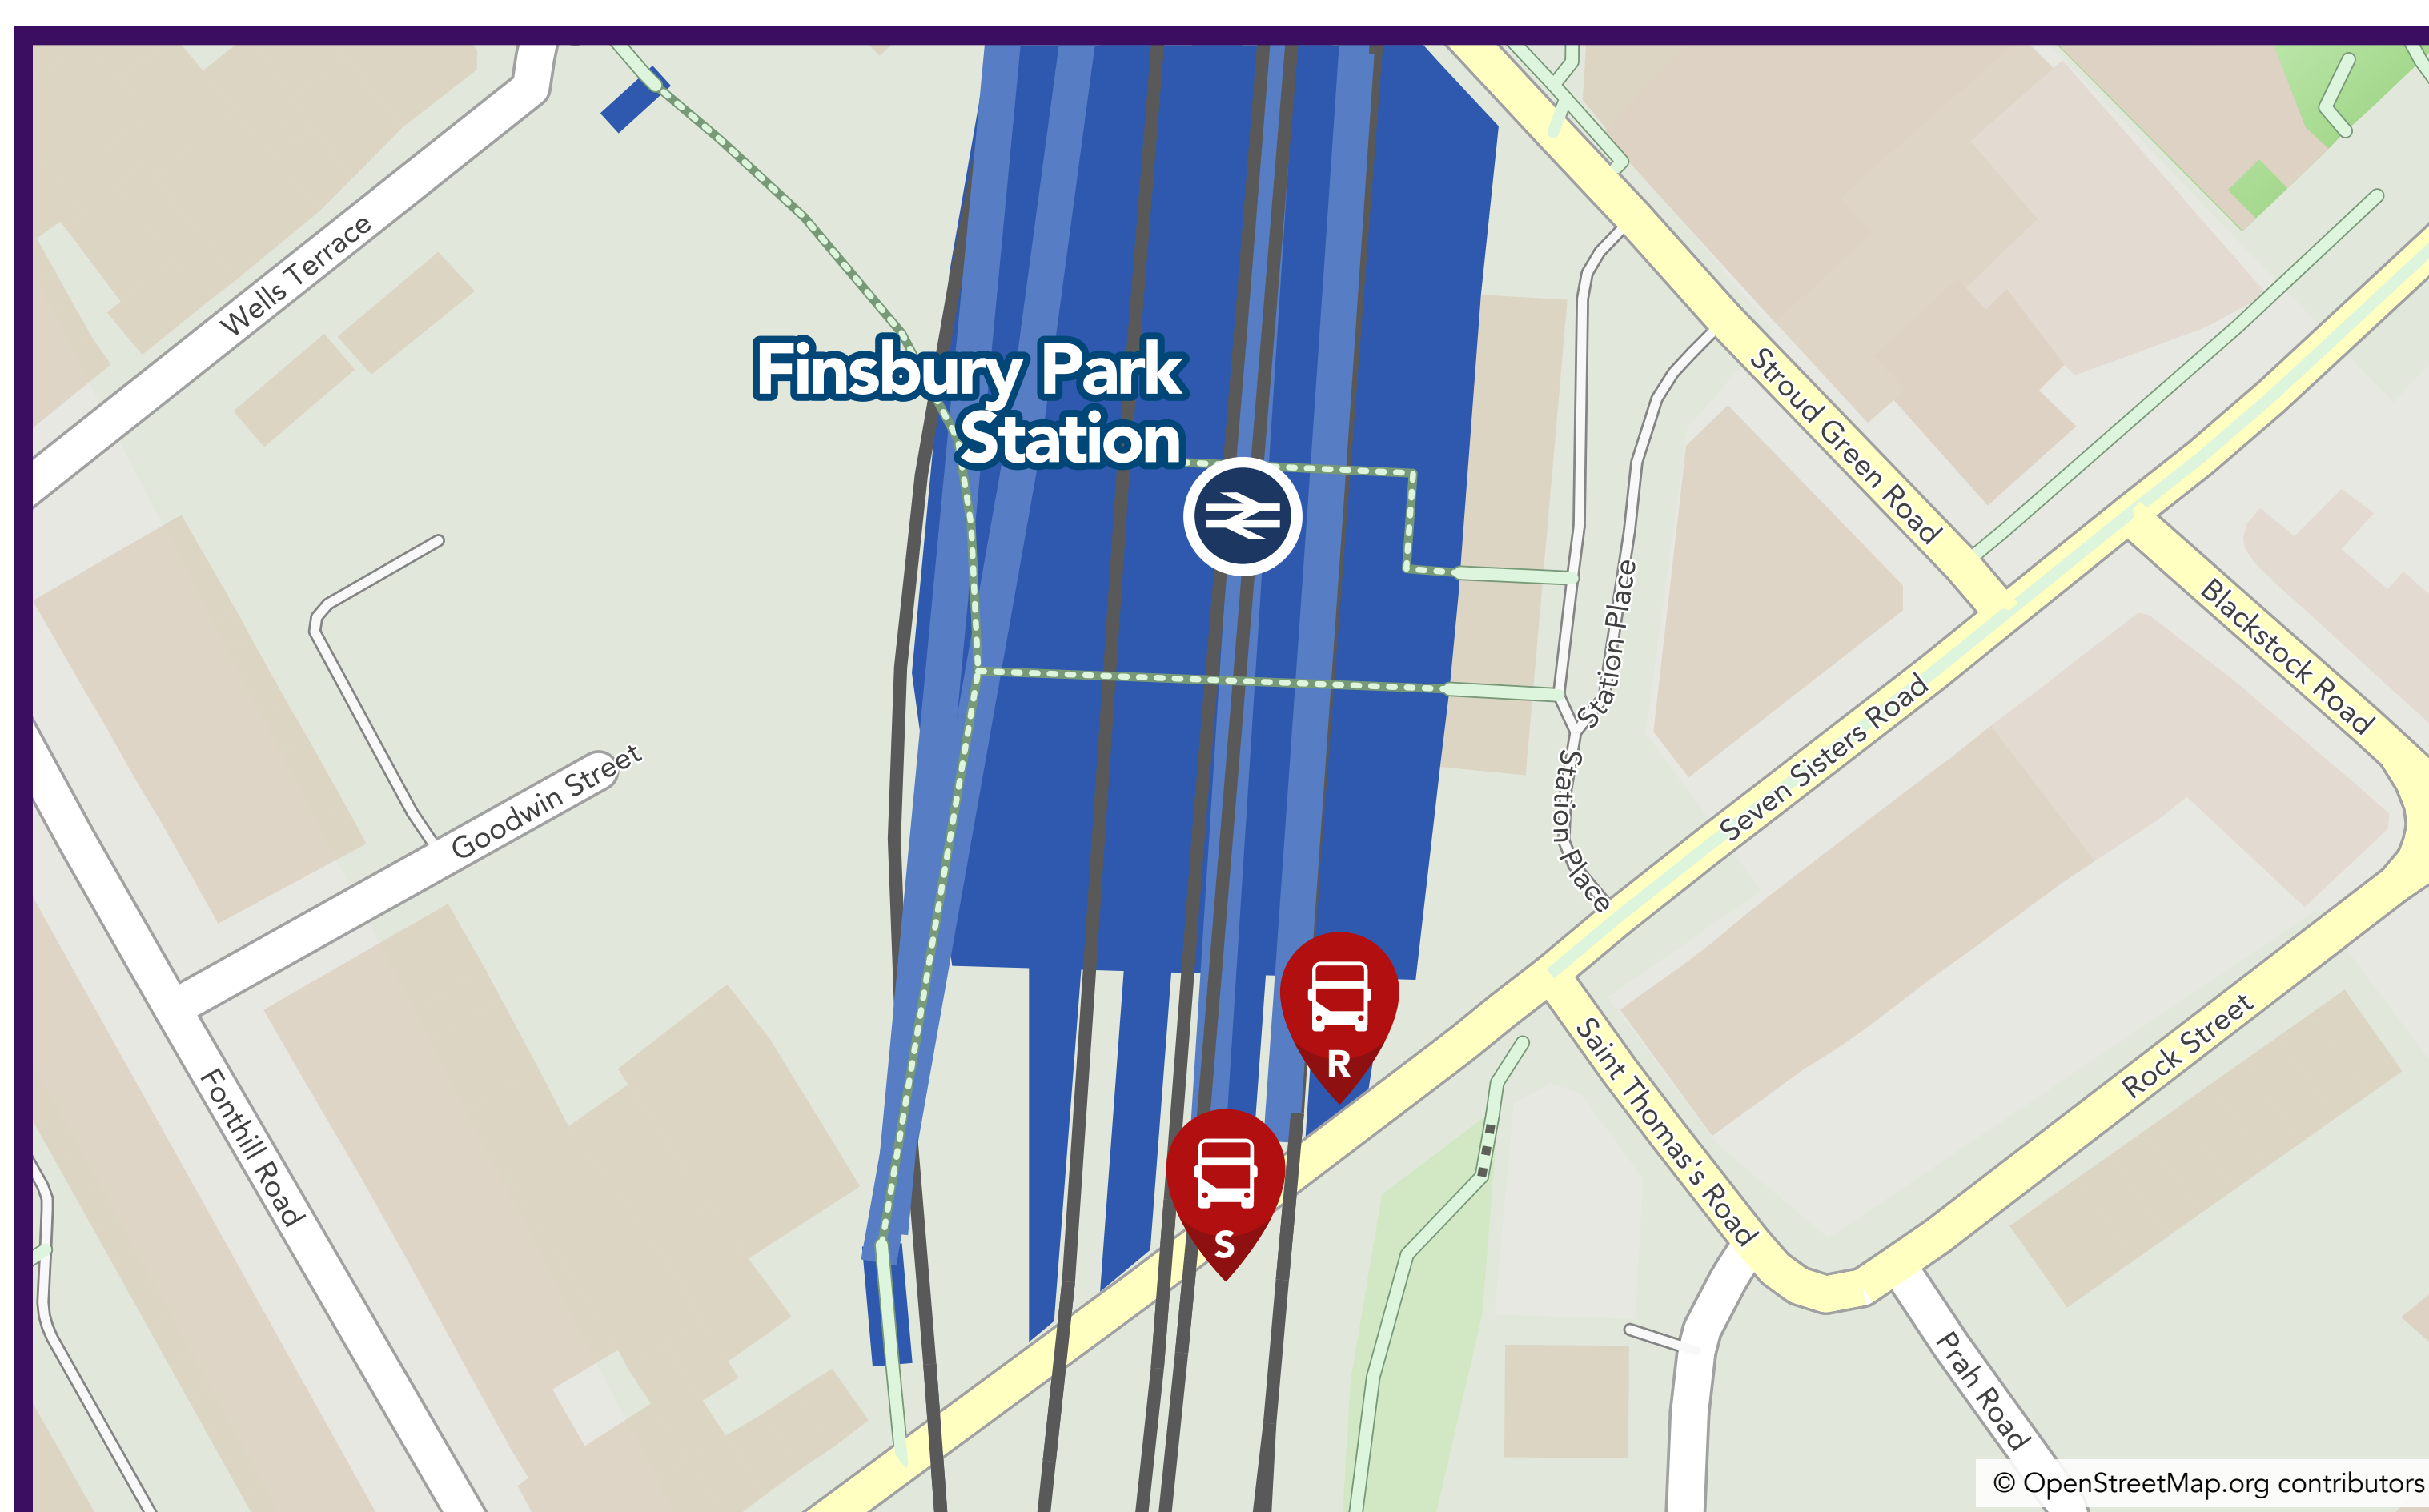 Wells Terrace
Finsbury Park
Station
Stroud Green Road
Station Place
Station Place
Blackstock Road
Seven Sisters Road
Goodwin Street
R
S
Saint Thomas's Road
Rock Street
Fonthill Road
Prah Road
© OpenStreetMap.org contributors